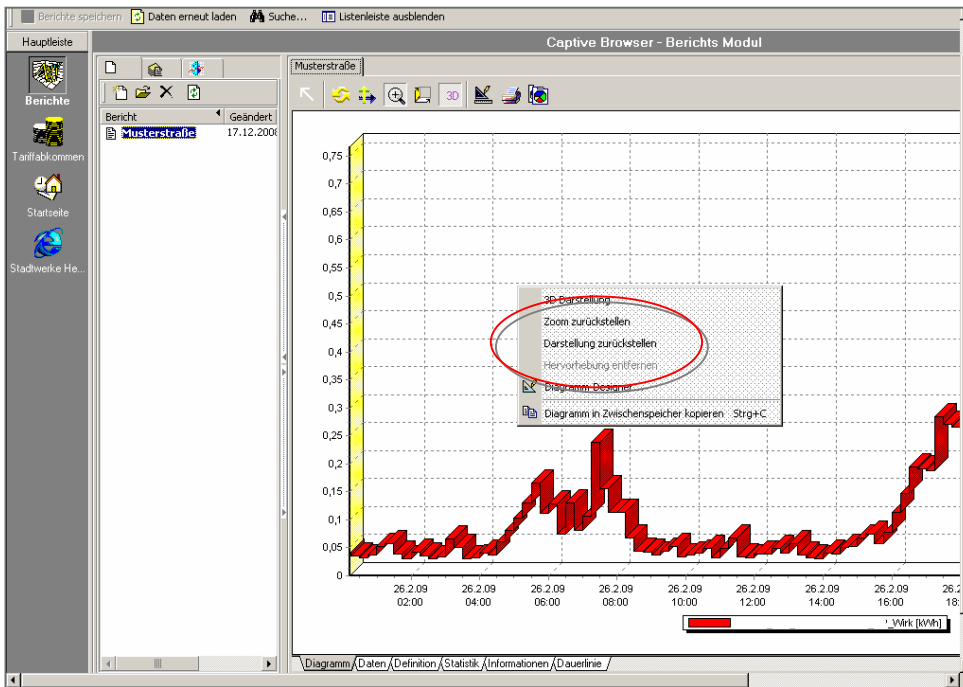 Berichte speichern Daten erneut laden Suche... Listenleiste ausblenden
Hauptleiste
Captive Browser - Berichts Modul
Berichte
Tariffabkommen
Startseite
Stadtwerke He...
Bericht Geändert
Musterstraße 17.12.200
Musterstraße
3D
0,75
0,7
0,65
0,6
0,55
0,5
0,45
0,4
0,35
0,3
0,25
0,2
0,15
0,1
0,05
0
3D Darstellung
Zoom zurückstellen
Darstellung zurückstellen
Hervorhebung entfernen
Diagramm Designer...
Diagramm in Zwischenspeicher kopieren Strg+C
26.2.09 26.2.09 26.2.09 26.2.09 26.2.09 26.2.09 26.2.09 26.2.09 26.2
02:00 04:00 06:00 08:00 10:00 12:00 14:00 16:00 18:
_Wirk [kWh]
Diagramm Daten Definition Statistik Informationen Dauerlinie